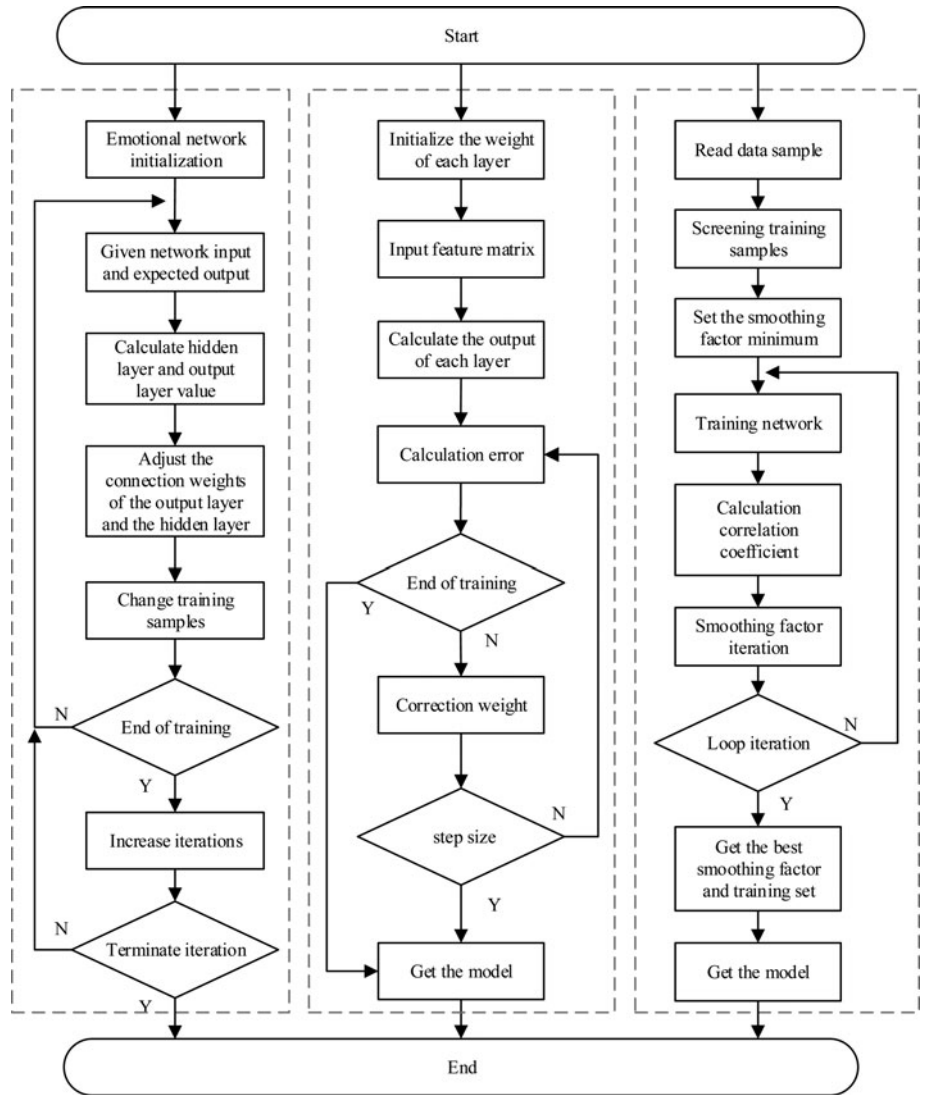 Start
Emotional network
initialization
Given network input
and expected output
Calculate hidden
layer and output
layer value
Adjust the
connection weights
of the output layer
and the hidden layer
Change training
samples
End of training
N
Y
Increase iterations
Terminate iteration
N
Y
Initialize the weight
of each layer
Input feature matrix
Calculate the output
of each layer
Calculation error
End of training
Y
N
Correction weight
step size
N
Y
Get the model
Read data sample
Screening training
samples
Set the smoothing
factor minimum
Training network
Calculation
correlation
coefficient
Smoothing factor
iteration
Loop iteration
N
Y
Get the best
smoothing factor
and training set
Get the model
End